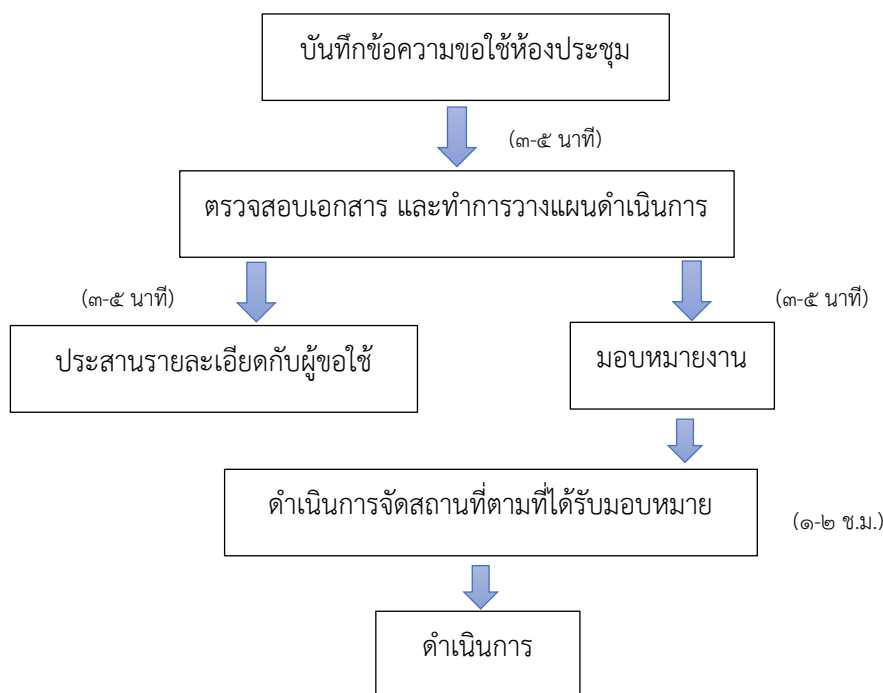 บันทึกข้อความขอใช้ห้องประชุม
(๓-๕ นาที)
ตรวจสอบเอกสาร และทำการวางแผนดำเนินการ
(๓-๕ นาที)
(๓-๕ นาที)
ประสานรายละเอียดกับผู้ขอใช้
มอบหมายงาน
ดำเนินการจัดสถานที่ตามที่ได้รับมอบหมาย
(๑-๒ ช.ม.)
ดำเนินการ